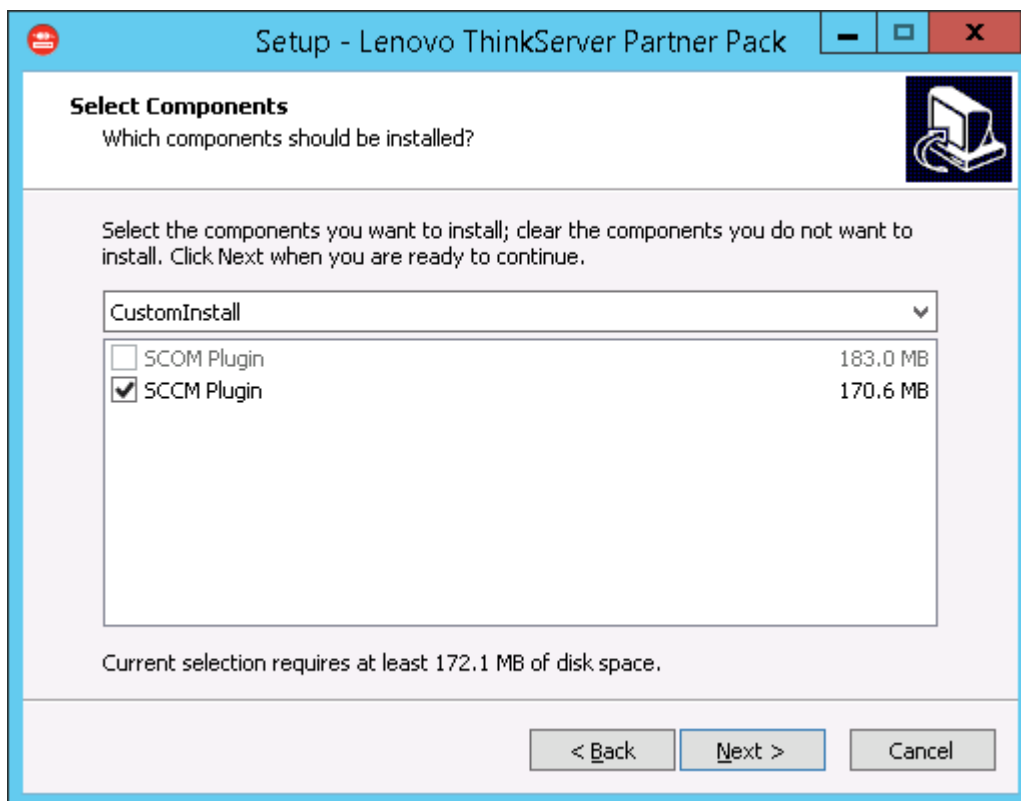 Setup - Lenovo ThinkServer Partner Pack
x
Select Components
Which components should be installed?
Select the components you want to install; clear the components you do not want to
install. Click Next when you are ready to continue.
CustomInstall
SCOM Plugin 183.0 MB
SCCM Plugin 170.6 MB
Current selection requires at least 172.1 MB of disk space.
< Back Next > Cancel